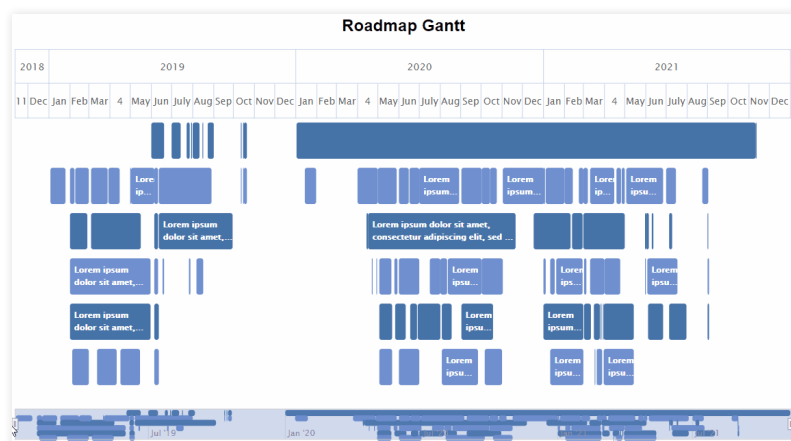 Roadmap Gantt
2018 2019 2020 2021
11 Dec Jan Feb Mar 4 May Jun July Aug Sep Oct Nov Dec Jan Feb Mar 4 May Jun July Aug Sep Oct Nov Dec Jan Feb Mar 4 May Jun July Aug Sep Oct Nov Dec
Lore Lorem Lorem Lorem Lorem
ip... ipsum... ipsum... ip... ipsum...
Lorem ipsum Lorem ipsum dolor sit amet,
dolor sit amet,... consectetur adipiscing elit, sed ...
Lorem ipsum Lorem Lorem Lorem
dolor sit amet,... ipsu... ipsu... ipsu...
Lorem ipsum Lorem Lorem
dolor sit amet,... ipsu... ipsum...
Lorem Lorem Lorem
ipsu... ipsu... ipsu...
Jul '19 Jan '20